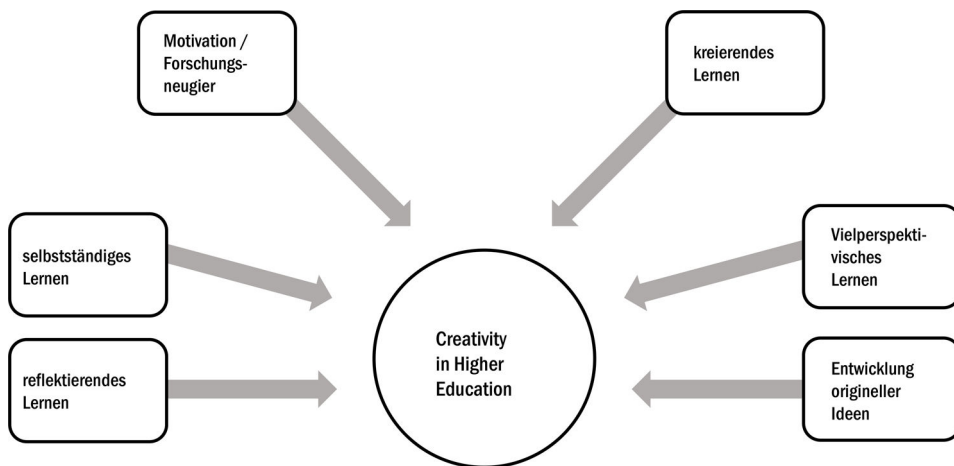 Motivation /
Forschungs-
neugier
kreierendes
Lernen
selbstständiges
Lernen
Vielperspekti-
visches
Lernen
reflektierendes
Lernen
Creativity
in Higher
Education
Entwicklung
origineller
Ideen